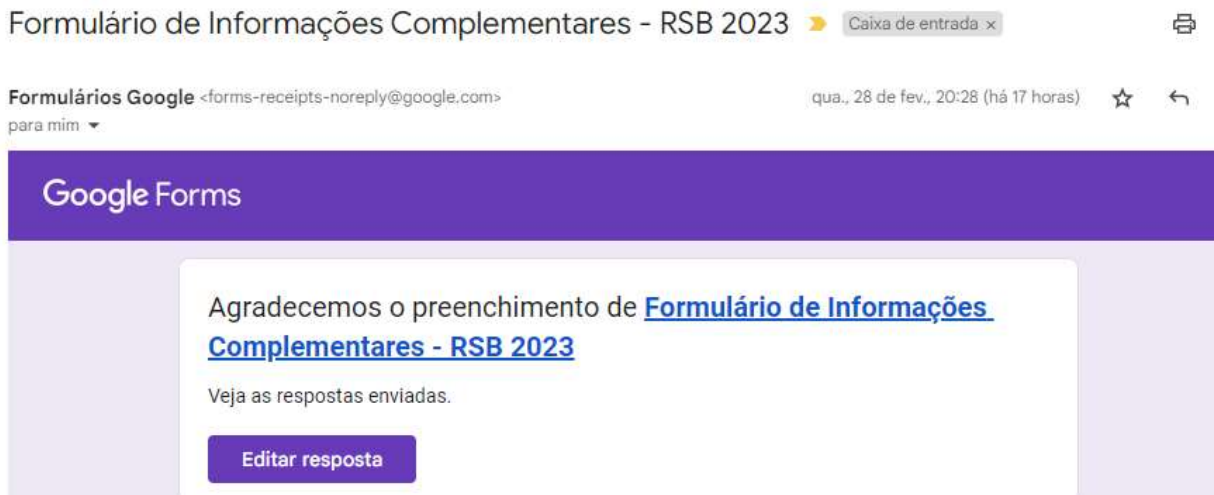 Formulário de Informações Complementares - RSB 2023 Caixa de entrada ×
Formulários Google <forms-receipts-noreply@google.com> qua., 28 de fev., 20:28 (há 17 horas)
para mim
Google Forms
Agradecemos o preenchimento de Formulário de Informações
Complementares - RSB 2023
Veja as respostas enviadas.
Editar resposta